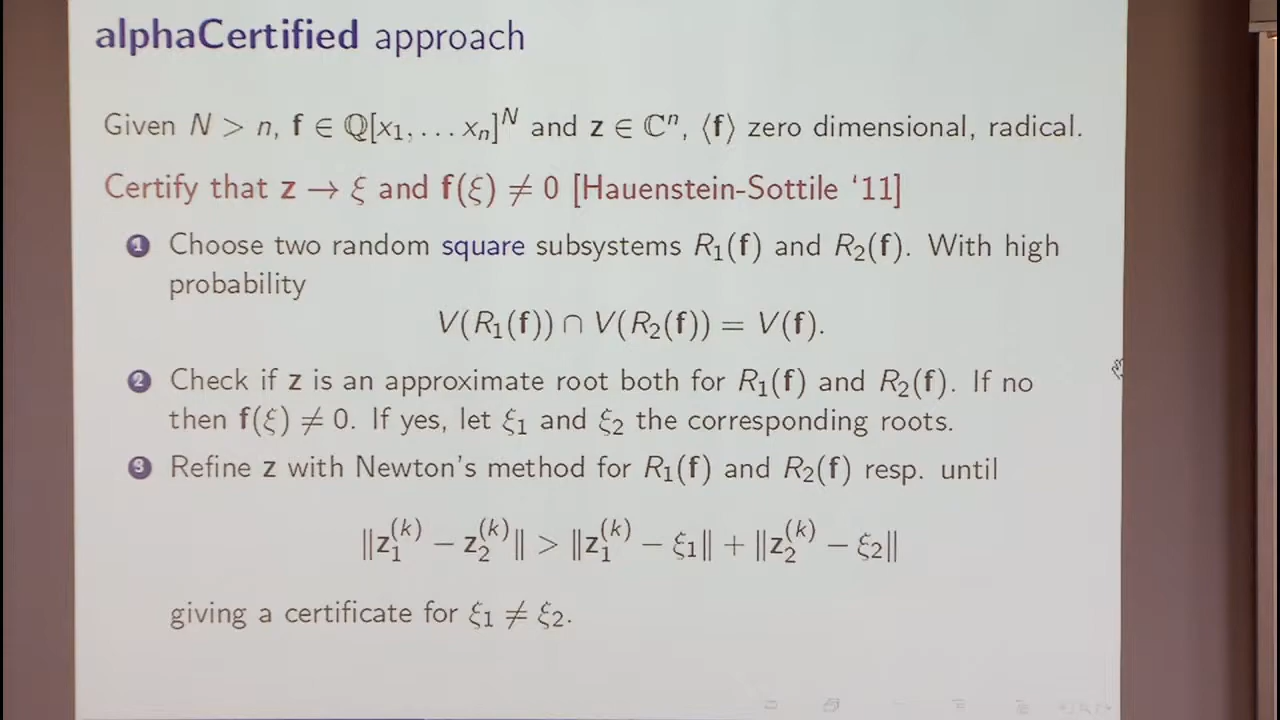 alphaCertified approach
Given N > n, f ∈ ℚ[x₁, … xₙ]ᴺ and z ∈ ℂⁿ, ⟨f⟩ zero dimensional, radical.
Certify that z → ξ and f(ξ) ≠ 0 [Hauenstein-Sottile ‘11]
1 Choose two random square subsystems R₁(f) and R₂(f). With high
probability
V(R₁(f)) ∩ V(R₂(f)) = V(f).
2 Check if z is an approximate root both for R₁(f) and R₂(f). If no
then f(ξ) ≠ 0. If yes, let ξ₁ and ξ₂ the corresponding roots.
3 Refine z with Newton's method for R₁(f) and R₂(f) resp. until
‖z₁⁽ᵏ⁾ − z₂⁽ᵏ⁾‖ > ‖z₁⁽ᵏ⁾ − ξ₁‖ + ‖z₂⁽ᵏ⁾ − ξ₂‖
giving a certificate for ξ₁ ≠ ξ₂.